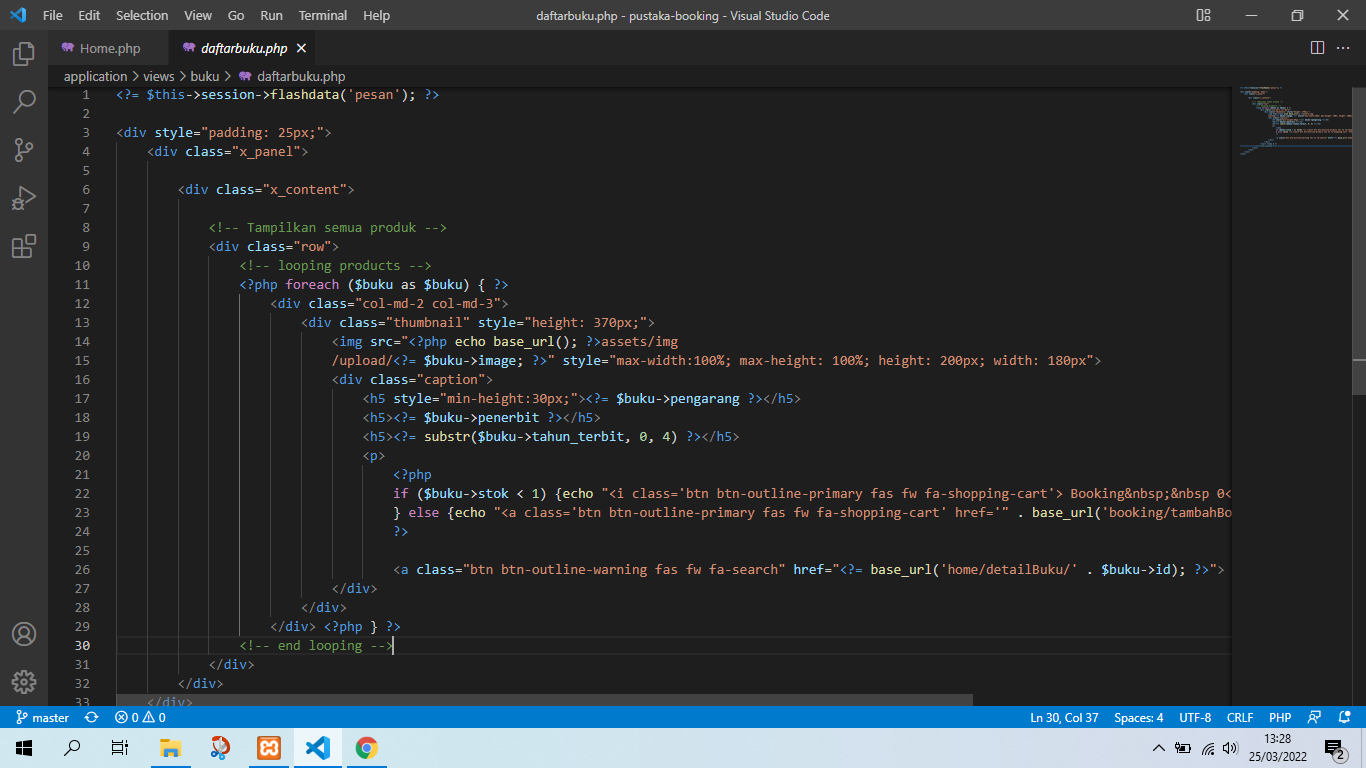 File Edit Selection View Go Run Terminal Help daftarbuku.php - pustaka-booking - Visual Studio Code
Home.php daftarbuku.php
application > views > buku > daftarbuku.php
1 <?= $this->session->flashdata('pesan'); ?>
2
3 <div style="padding: 25px;">
4 <div class="x_panel">
5
6 <div class="x_content">
7
8 <!-- Tampilkan semua produk -->
9 <div class="row">
10 <!-- looping products -->
11 <?php foreach ($buku as $buku) { ?>
12 <div class="col-md-2 col-md-3">
13 <div class="thumbnail" style="height: 370px;">
14 <img src="<?php echo base_url(); ?>assets/img
15 /upload/<?= $buku->image; ?>" style="max-width:100%; max-height: 100%; height: 200px; width: 180px">
16 <div class="caption">
17 <h5 style="min-height:30px;"><?= $buku->pengarang ?></h5>
18 <h5><?= $buku->penerbit ?></h5>
19 <h5><?= substr($buku->tahun_terbit, 0, 4) ?></h5>
20 <p>
21 <?php
22 if ($buku->stok < 1) {echo "<i class='btn btn-outline-primary fas fw fa-shopping-cart'> Booking&nbsp;&nbsp 0<
23 } else {echo "<a class='btn btn-outline-primary fas fw fa-shopping-cart' href='" . base_url('booking/tambahBo
24 ?>
25
26 <a class="btn btn-outline-warning fas fw fa-search" href="<?= base_url('home/detailBuku/' . $buku->id); ?>">
27 </div>
28 </div>
29 </div> <?php } ?>
30 <!-- end looping -->
31 </div>
32 </div>
33 </div>
master 0 0 Ln 30, Col 37 Spaces: 4 UTF-8 CRLF PHP
13:28
25/03/2022 2